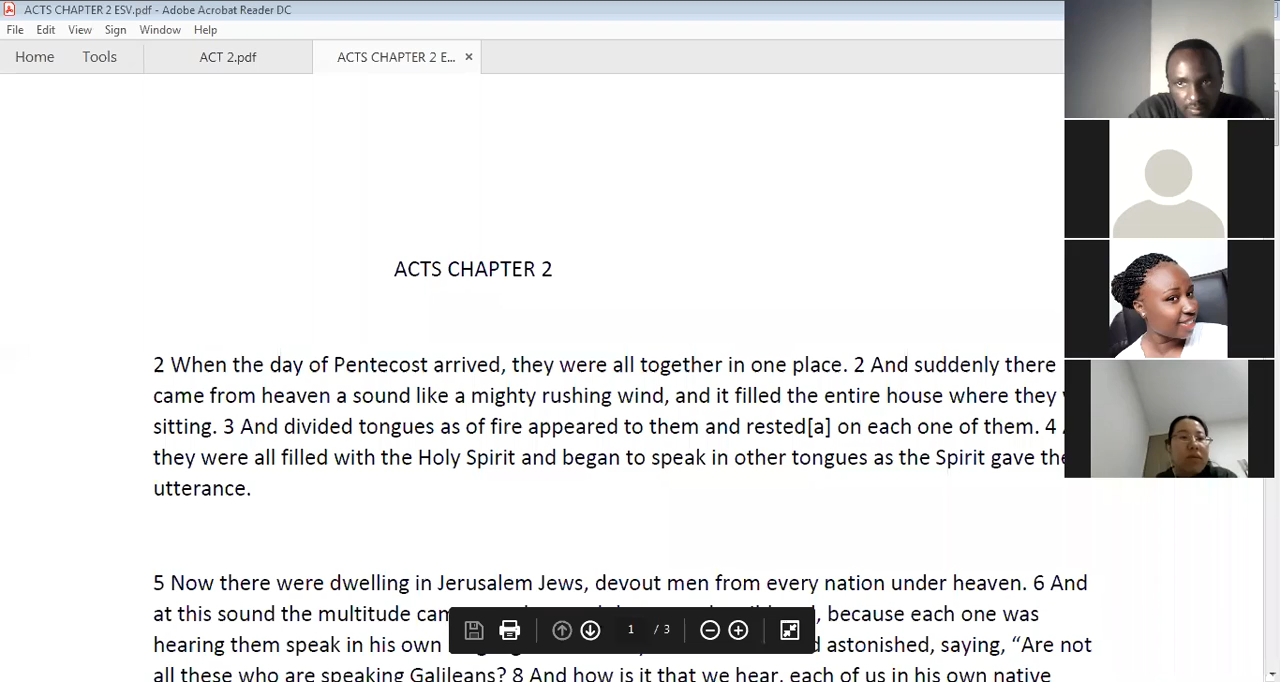 ACTS CHAPTER 2 ESV.pdf - Adobe Acrobat Reader DC
File Edit View Sign Window Help
Home Tools ACT 2.pdf ACTS CHAPTER 2 E... ×
ACTS CHAPTER 2
2 When the day of Pentecost arrived, they were all together in one place. 2 And suddenly there
came from heaven a sound like a mighty rushing wind, and it filled the entire house where they
sitting. 3 And divided tongues as of fire appeared to them and rested[a] on each one of them. 4
they were all filled with the Holy Spirit and began to speak in other tongues as the Spirit gave
utterance.
5 Now there were dwelling in Jerusalem Jews, devout men from every nation under heaven. 6 And
at this sound the multitude , because each one was
hearing them speak in his own astonished, saying, “Are not
all these who are speaking Galileans? 8 And how is it that we hear, each of us in his own native
1 / 3